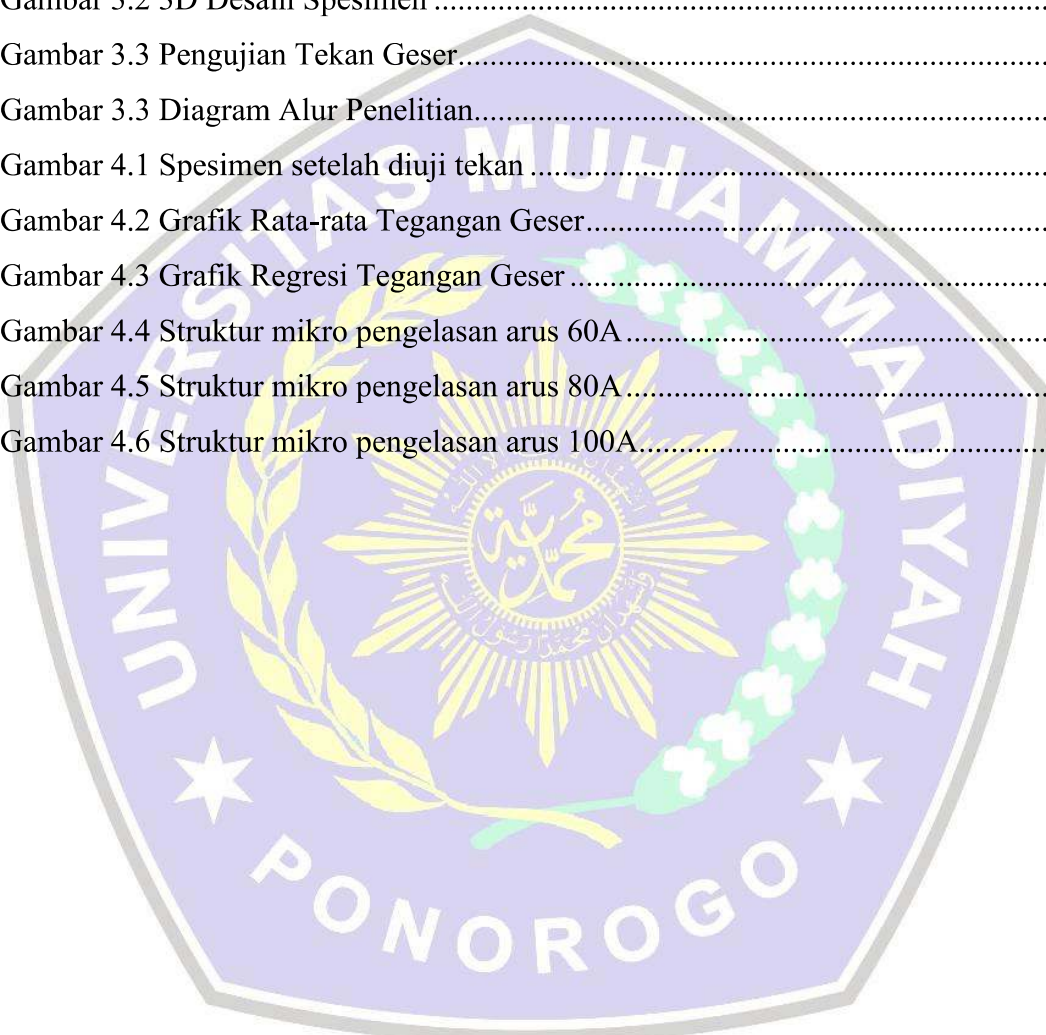 Gambar 3.2 3D Desain Spesimen ........................................................................
Gambar 3.3 Pengujian Tekan Geser........................................................................
Gambar 3.3 Diagram Alur Penelitian........................................................................
Gambar 4.1 Spesimen setelah diuji tekan ................................................................
Gambar 4.2 Grafik Rata-rata Tegangan Geser..........................................................
Gambar 4.3 Grafik Regresi Tegangan Geser ............................................................
Gambar 4.4 Struktur mikro pengelasan arus 60A.....................................................
Gambar 4.5 Struktur mikro pengelasan arus 80A.....................................................
Gambar 4.6 Struktur mikro pengelasan arus 100A...................................................
UNIVERSITAS MUHAMMADIYAH
محمدية
PONOROGO